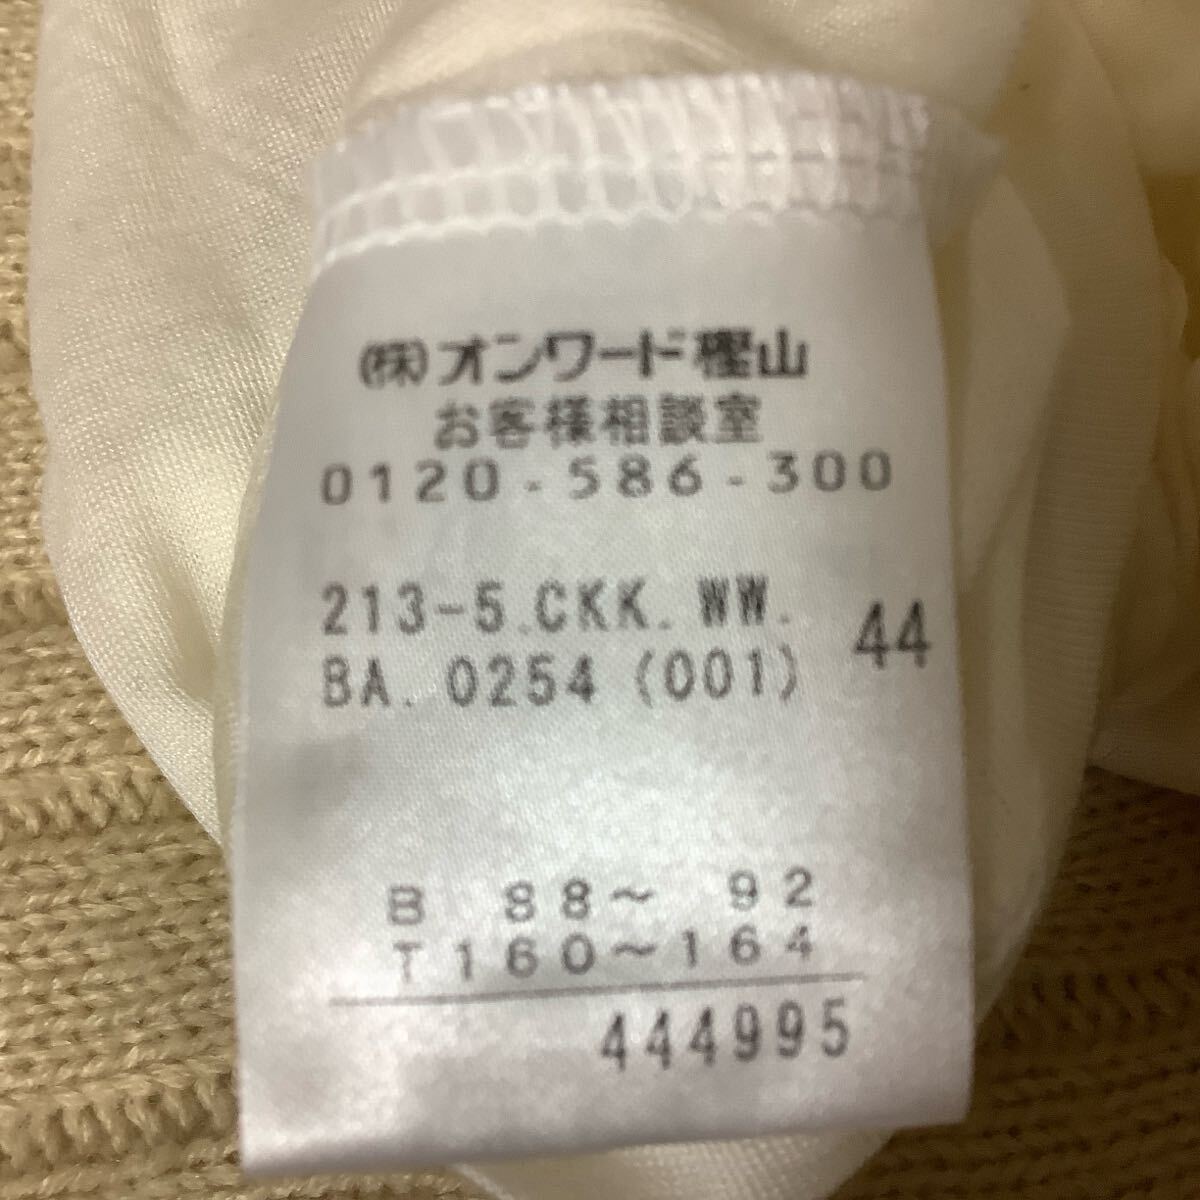 ㈱オンワード樫山
お客様相談室
0120-586-300
213-5.CKK.WW.
BA.0254(001) 44
B 88～ 92
T160～164
444995